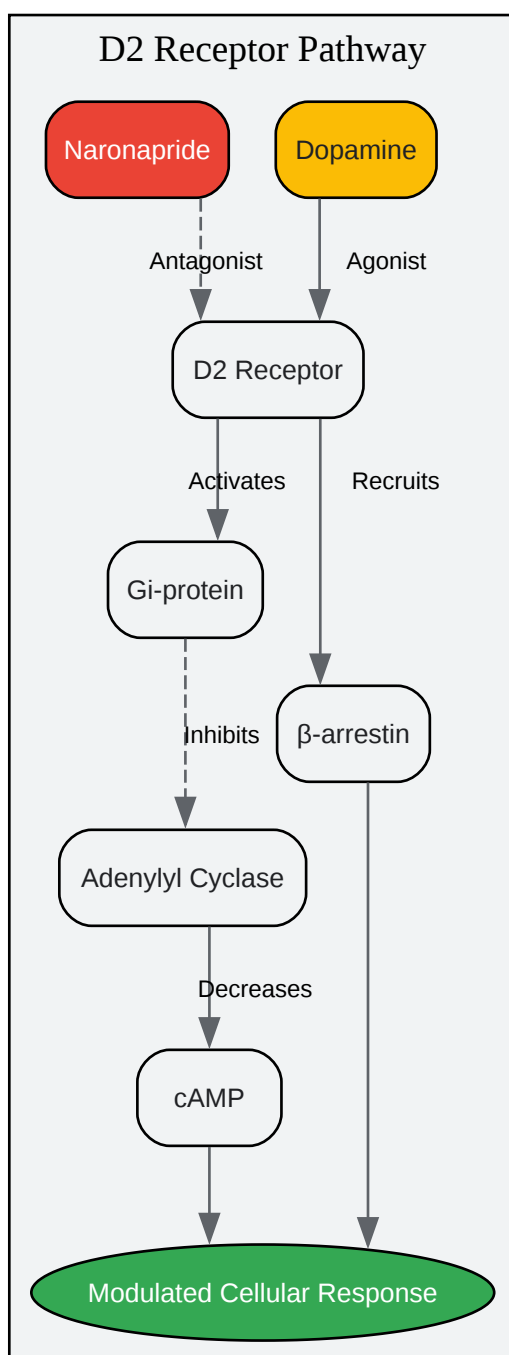 D2 Receptor Pathway
Naronapride
Dopamine
Antagonist
Agonist
D2 Receptor
Activates
Recruits
Gi-protein
Inhibits
β-arrestin
Adenylyl Cyclase
Decreases
cAMP
Modulated Cellular Response